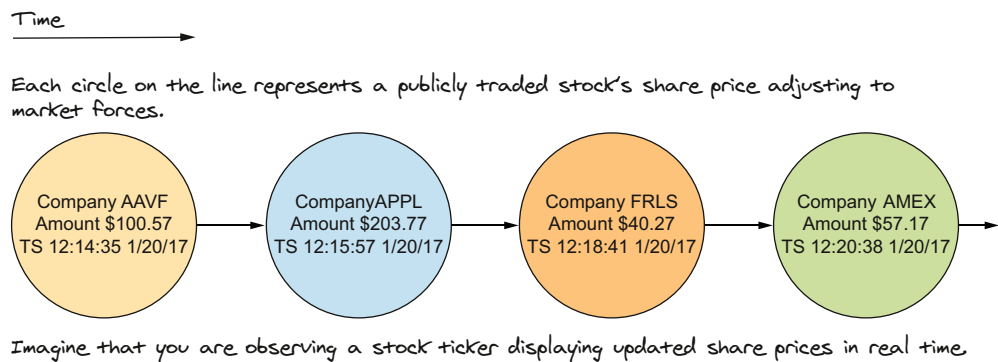 Time
Each circle on the line represents a publicly traded stock's share price adjusting to
market forces.
Company AAVF
Amount $100.57
TS 12:14:35 1/20/17
CompanyAPPL
Amount $203.77
TS 12:15:57 1/20/17
Company FRLS
Amount $40.27
TS 12:18:41 1/20/17
Company AMEX
Amount $57.17
TS 12:20:38 1/20/17
Imagine that you are observing a stock ticker displaying updated share prices in real time.